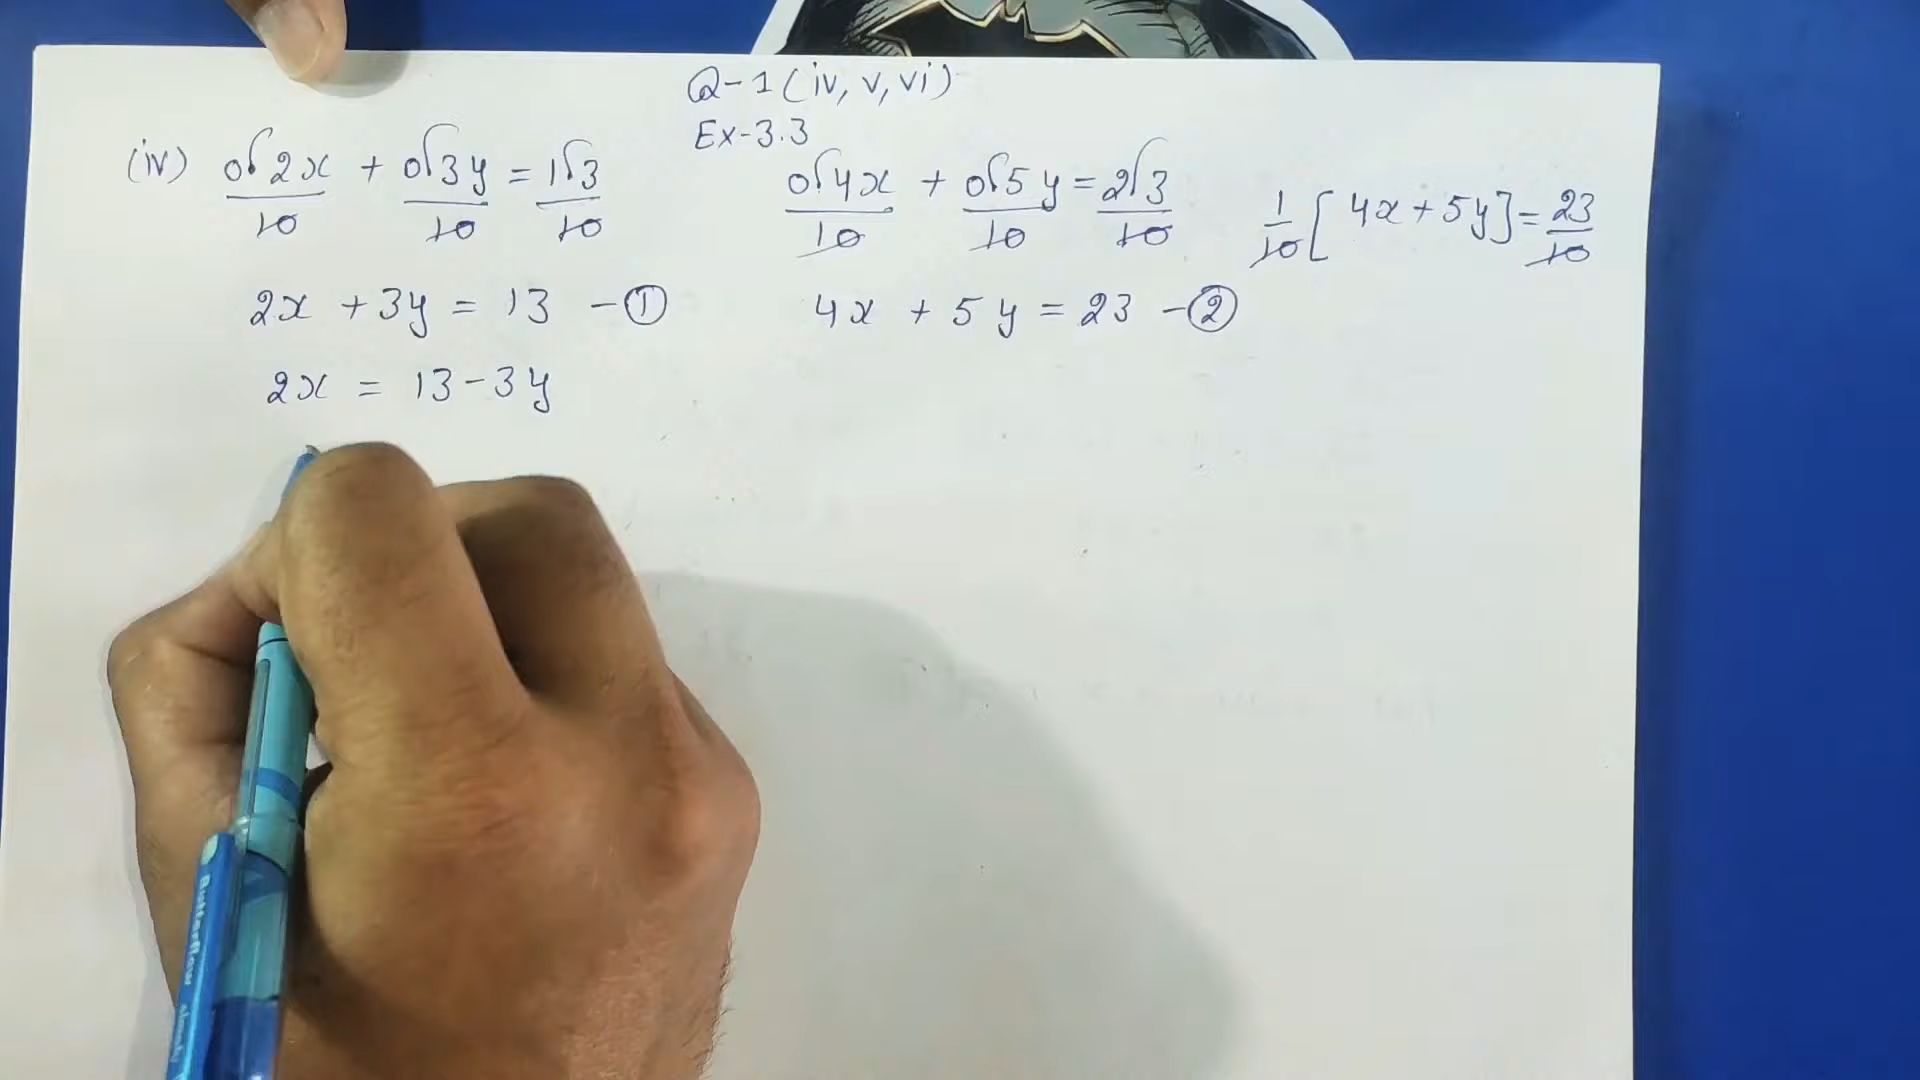 Q-1 (iv, v, vi)
Ex-3.3
(iv) 0.2x/10 + 0.3y/10 = 1.3/10
0.4x/10 + 0.5y/10 = 2.3/10
1/10 [4x + 5y] = 23/10
2x + 3y = 13 - ①
4x + 5y = 23 - ②
2x = 13 - 3y
Butterflow